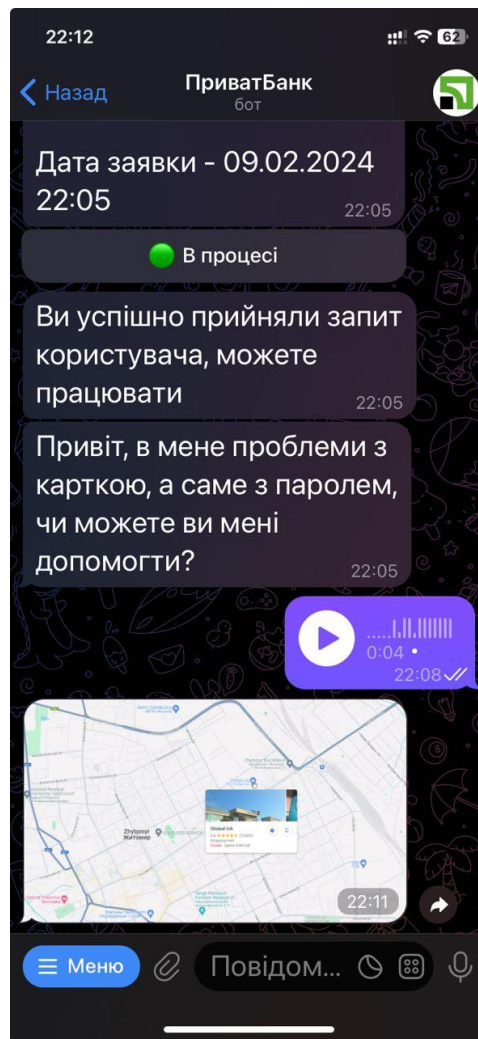 22:12
62
Назад
ПриватБанк
бот
Дата заявки - 09.02.2024
22:05
22:05
В процесі
Ви успішно прийняли запит
користувача, можете
працювати
22:05
Привіт, в мене проблеми з
карткою, а саме з паролем,
чи можете ви мені
допомогти?
22:05
0:04
22:08
Global UA
Zhytomyr
Житомир
22:11
Меню
Повідом...